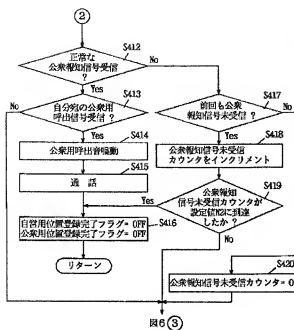 ②
S412
正常な
公衆報知信号受信
?
No
Yes
S413
自分宛の公衆用
呼出信号受信
?
No
Yes
S414
公衆用呼出音鳴動
S415
通 話
S417
前回も公衆
報知信号未受信
?
No
Yes
S418
公衆報知信号未受信
カウンタをインクリメント
S419
公衆報知
信号未受信カウンタが
設定値K2に到達
したか ?
Yes
No
自営用位置登録完了フラグ= OFF
公衆用位置登録完了フラグ= OFF
S416
リターン
S420
公衆報知信号未受信カウンタ= 0
図6 ③